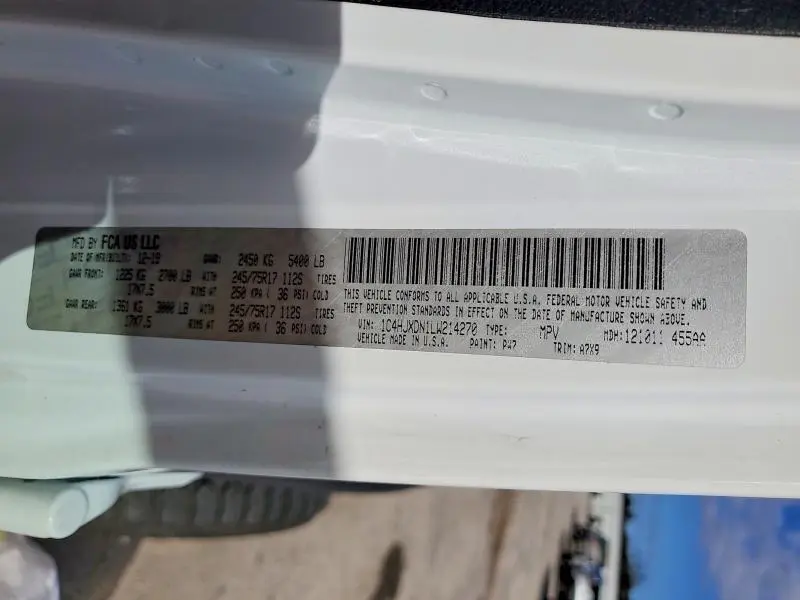 MFD BY FCA US LLC
DATE OF MFR: 12-19 GVWR: 2450 KG 5400 LB
GAWR FRONT: 1225 KG 2700 LB WITH 245/75R17 112S TIRES
17X7.5 RIMS AT 250 KPA ( 36 PSI) COLD
GAWR REAR: 1361 KG 3000 LB WITH 245/75R17 112S TIRES
17X7.5 RIMS AT 250 KPA ( 36 PSI) COLD
THIS VEHICLE CONFORMS TO ALL APPLICABLE U.S.A. FEDERAL MOTOR VEHICLE SAFETY AND
THEFT PREVENTION STANDARDS IN EFFECT ON THE DATE OF MANUFACTURE SHOWN ABOVE.
VIN: 1C4HJXDN1LW214270 TYPE: MPV MDH: 121011 455AA
VEHICLE MADE IN U.S.A. PAINT: PW7 TRIM: A7X9